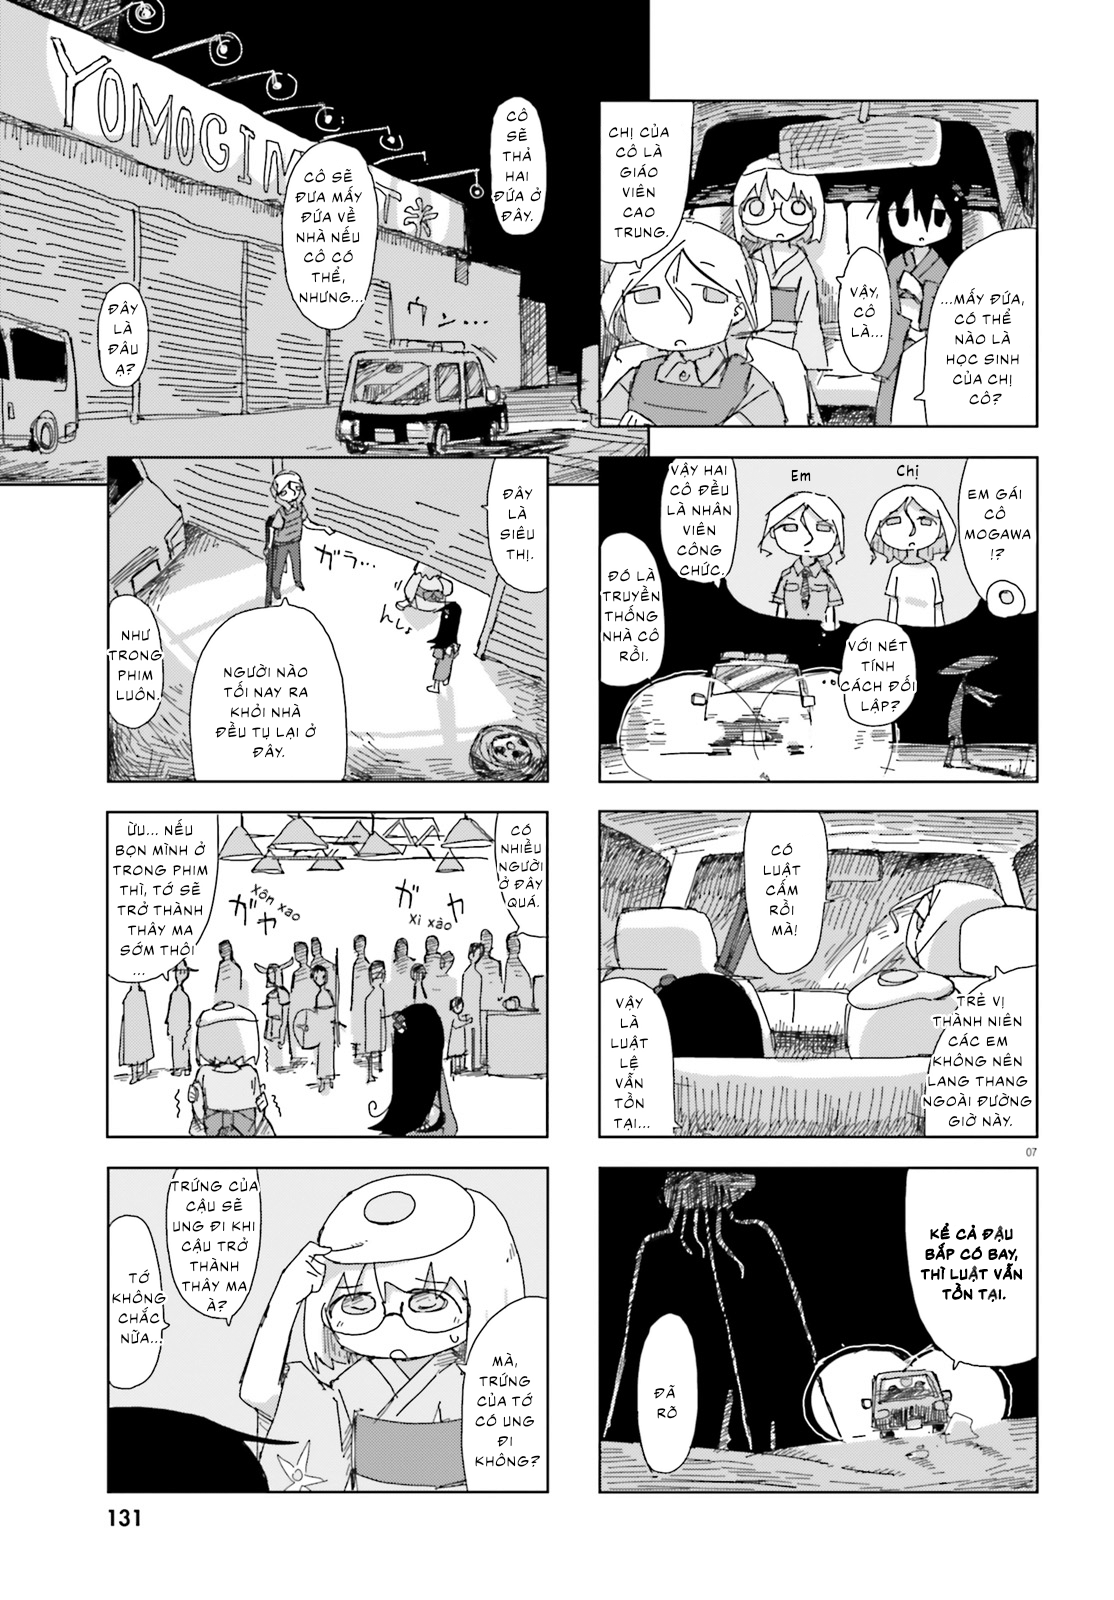 ...MẤY ĐỨA,
CÓ THỂ
NÀO LÀ
HỌC SINH
CỦA CHỊ
CÔ?
VẬY,
CÔ LÀ...
CHỊ CỦA
CÔ LÀ
GIÁO
VIÊN
CAO
TRUNG.
EM GÁI
CÔ
MOGAWA
!?
Chị
Em
VẬY HAI
CÔ ĐỀU
LÀ NHÂN
VIÊN
CÔNG
CHỨC.
VỚI NÉT
TÍNH
CÁCH ĐỐI
LẬP?
ĐÓ LÀ
TRUYỀN
THỐNG
NHÀ CÔ
RỒI.
TRẺ VỊ
THÀNH NIÊN
CÁC EM
KHÔNG NÊN
LANG THANG
NGOÀI ĐƯỜNG
GIỜ NÀY.
CÓ
LUẬT
CẤM
RỒI
MÀ!
VẬY
LÀ
LUẬT
LỆ
VẪN
TỒN
TẠI...
07
KỂ CẢ ĐẬU
BẮP CÓ BAY,
THÌ LUẬT VẪN
TỒN TẠI.
ĐÃ
RÕ
YOMOGI
CÔ
SẼ
THẢ
HAI
ĐỨA Ở
ĐÂY.
CÔ SẼ
ĐƯA MẤY
ĐỨA VỀ
NHÀ NẾU
CÔ CÓ
THỂ,
NHƯNG...
ウン...
ĐÂY
LÀ
ĐÂU
Ạ?
ĐÂY
LÀ
SIÊU
THỊ.
ガラ...
んしょ
NGƯỜI NÀO
TỐI NAY RA
KHỎI NHÀ
ĐỀU TỤ LẠI Ở
ĐÂY.
NHƯ
TRONG
PHIM
LUÔN.
CÓ
NHIỀU
NGƯỜI
Ở ĐÂY
QUÁ.
ガヤ
Xì xào
ガヤ
Xôn xao
ỪU... NẾU
BỌN MÌNH Ở
TRONG PHIM
THÌ, TỚ SẼ
TRỞ THÀNH
THÂY MA
SỚM THÔI
...
MÀ,
TRỨNG
CỦA TỚ
CÓ UNG
ĐI
KHÔNG?
TRỨNG CỦA
CẬU SẼ
UNG ĐI KHI
CẬU TRỞ
THÀNH
THÂY MA
À?
TỚ
KHÔNG
CHẮC
NỮA...
131